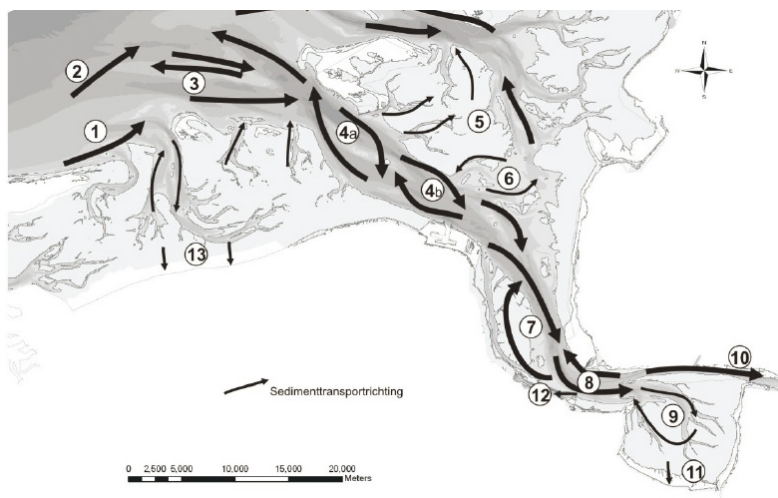 N
W E
S
2
3
1
4a
5
4b
6
13
7
10
8
12
9
11
Sedimenttransportrichting
0 2,500 5,000 10,000 15,000 20,000
Meters